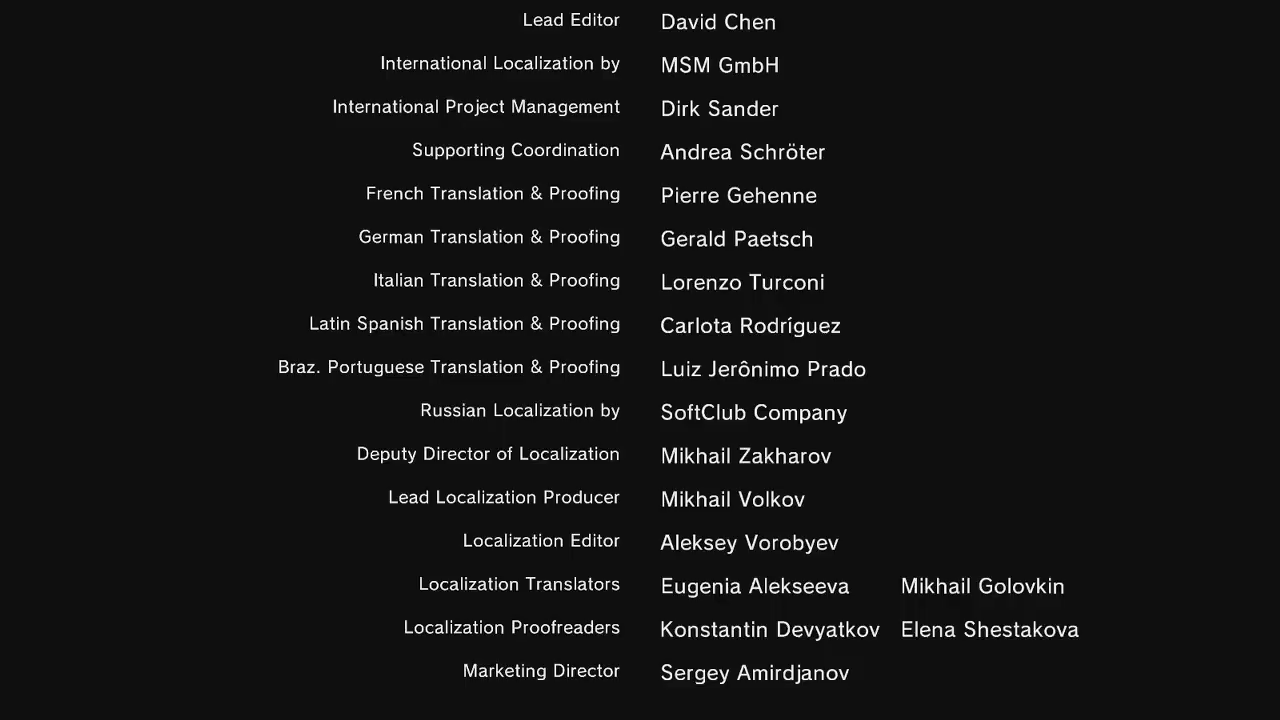 Lead Editor David Chen
International Localization by MSM GmbH
International Project Management Dirk Sander
Supporting Coordination Andrea Schröter
French Translation & Proofing Pierre Gehenne
German Translation & Proofing Gerald Paetsch
Italian Translation & Proofing Lorenzo Turconi
Latin Spanish Translation & Proofing Carlota Rodríguez
Braz. Portuguese Translation & Proofing Luiz Jerônimo Prado
Russian Localization by SoftClub Company
Deputy Director of Localization Mikhail Zakharov
Lead Localization Producer Mikhail Volkov
Localization Editor Aleksey Vorobyev
Localization Translators Eugenia Alekseeva Mikhail Golovkin
Localization Proofreaders Konstantin Devyatkov Elena Shestakova
Marketing Director Sergey Amirdjanov